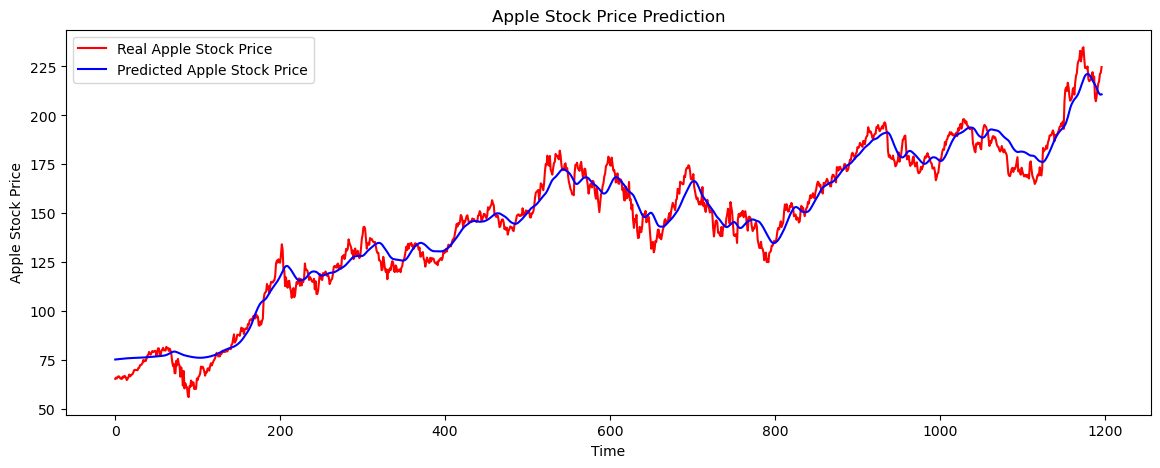 Apple Stock Price Prediction
Real Apple Stock Price
Predicted Apple Stock Price
Apple Stock Price
225
200
175
150
125
100
75
50
0 200 400 600 800 1000 1200
Time